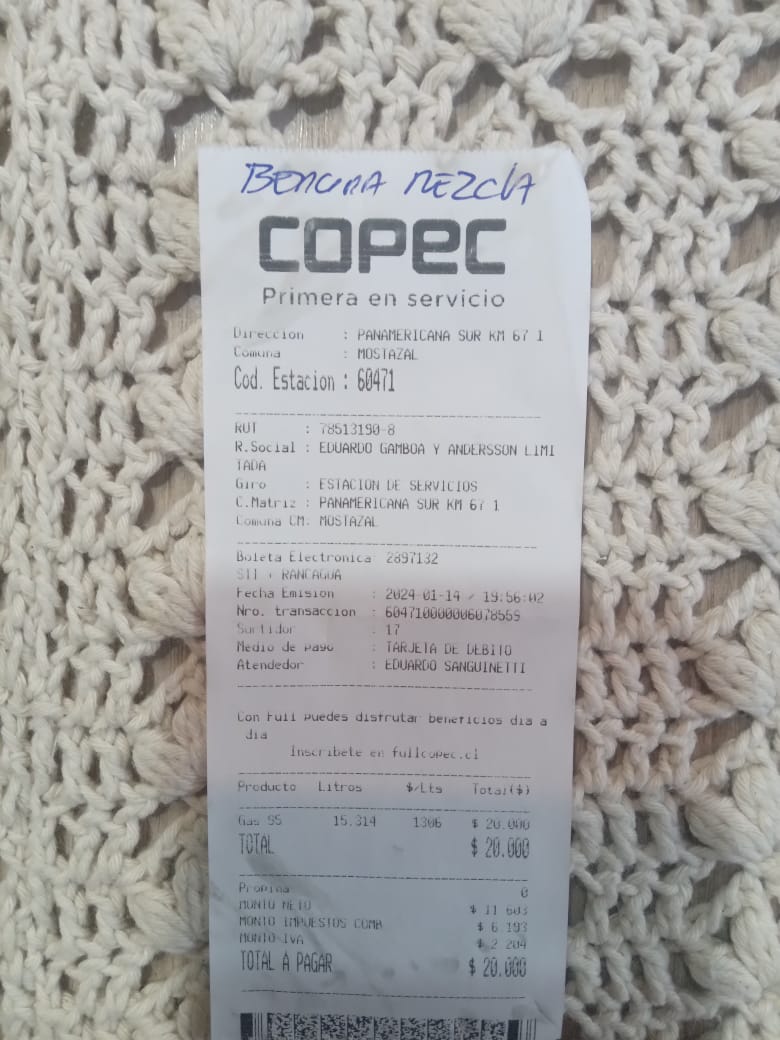 BENCINA MEZCLA
COPEC
Primera en servicio
Direccion : PANAMERICANA SUR KM 67 1
Comuna : MOSTAZAL
Cod. Estacion : 60471
RUT : 78513190-8
R.Social : EDUARDO GAMBOA Y ANDERSSON LIMI
TADA
Giro : ESTACION DE SERVICIOS
C.Matriz : PANAMERICANA SUR KM 67 1
Comuna CM: MOSTAZAL
Boleta Electronica 2897132
SII - RANCAGUA
Fecha Emision : 2024-01-14 / 19:56:02
Nro. transaccion : 604710000006078559
Surtidor : 17
Medio de pago : TARJETA DE DEBITO
Atendedor : EDUARDO SANGUINETTI
Con Full puedes disfrutar beneficios dia a
dia
Inscribete en fullcopec.cl
Producto Litros $/Lts Total($)
Gas 95 15.314 1306 $ 20.000
TOTAL $ 20.000
Propina 0
MONTO NETO $ 11 603
MONTO IMPUESTOS COMB $ 6 193
MONTO IVA $ 2 204
TOTAL A PAGAR $ 20.000